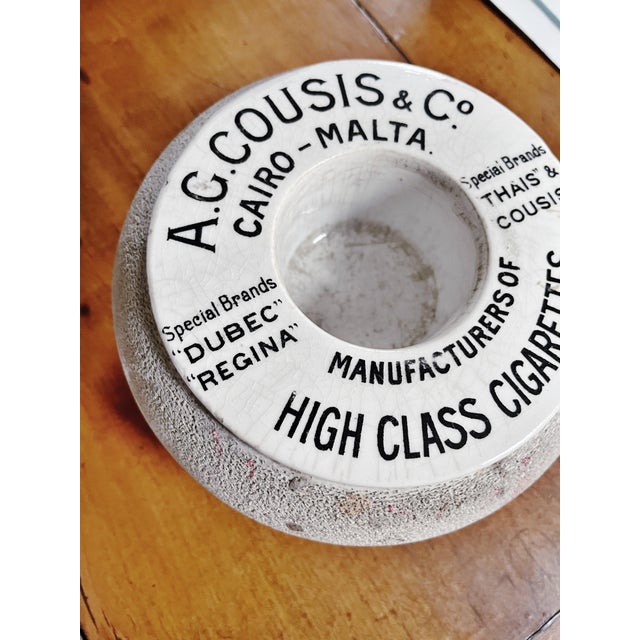 A.G. COUSIS & Co
CAIRO - MALTA.
Special Brands
"THAIS" &
COUSIS
Special Brands
"DUBEC"
"REGINA"
MANUFACTURERS OF
HIGH CLASS CIGARETTES